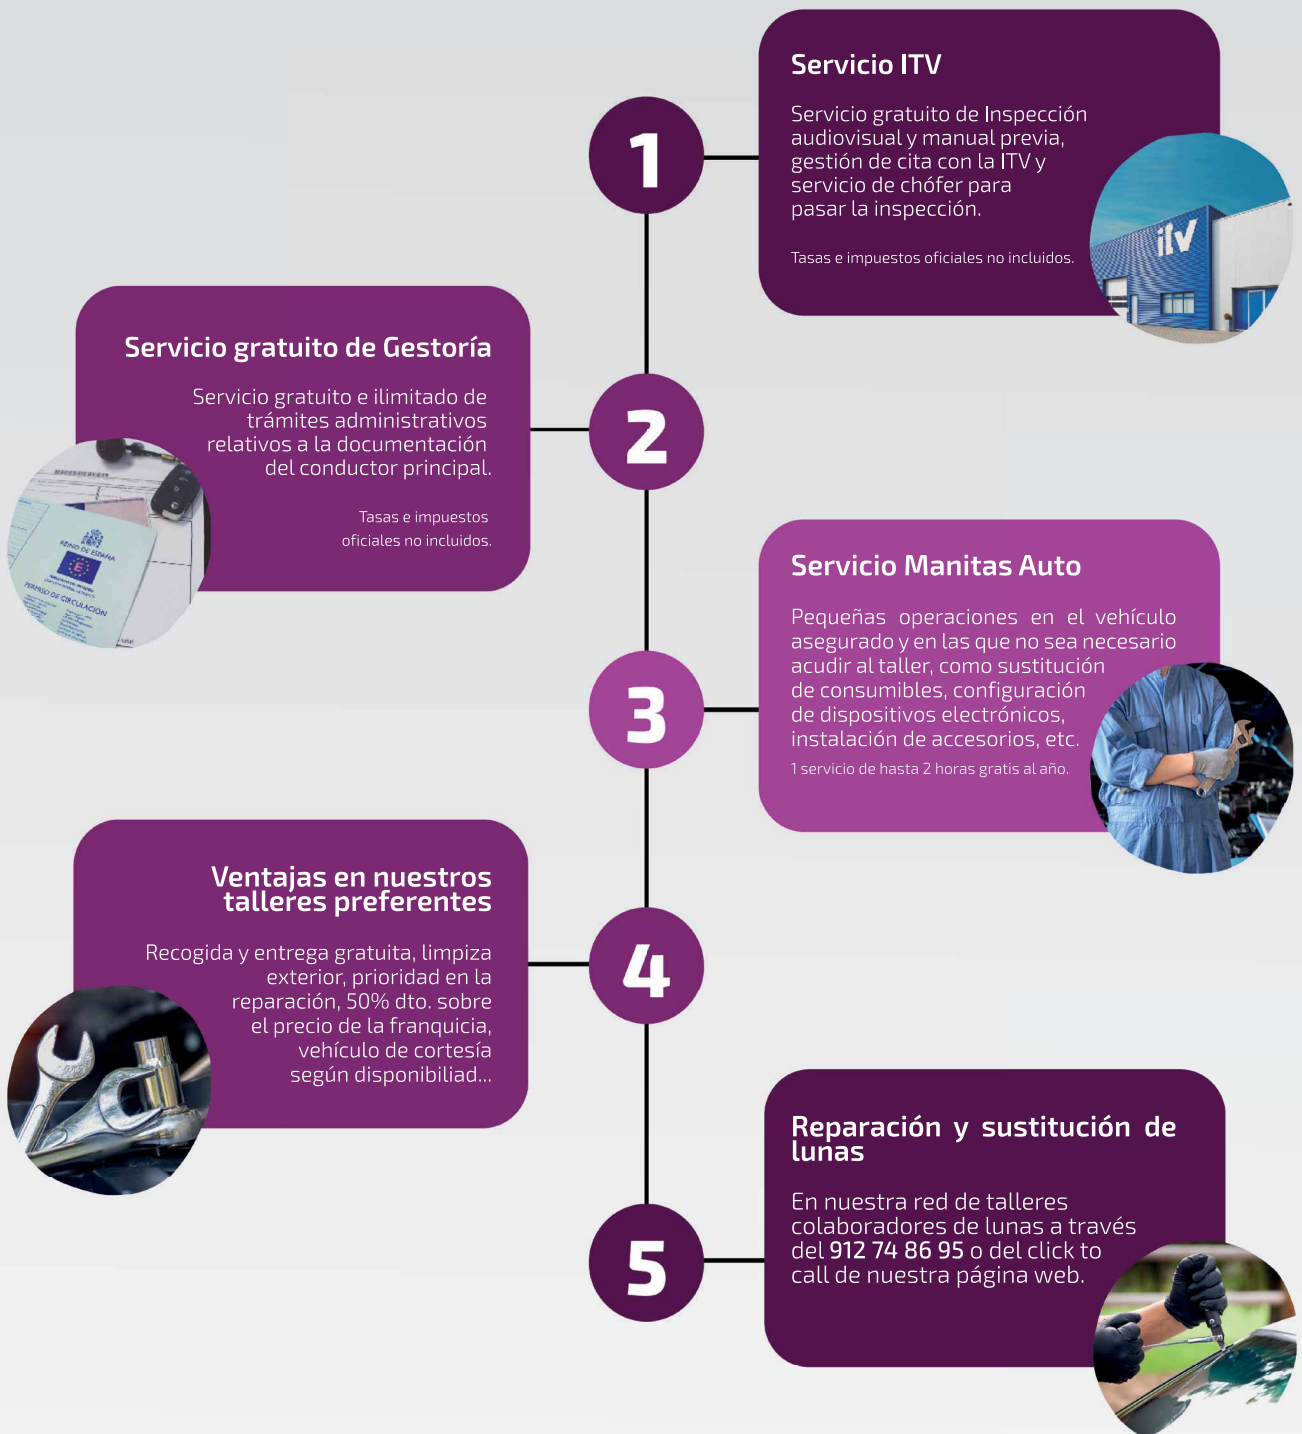 1
Servicio ITV
Servicio gratuito de Inspección
audiovisual y manual previa,
gestión de cita con la ITV y
servicio de chófer para
pasar la inspección.
Tasas e impuestos oficiales no incluidos.
itv
2
Servicio gratuito de Gestoría
Servicio gratuito e ilimitado de
trámites administrativos
relativos a la documentación
del conductor principal.
Tasas e impuestos
oficiales no incluidos.
REINO DE ESPAÑA
E
PERMISO DE CIRCULACIÓN
3
Servicio Manitas Auto
Pequeñas operaciones en el vehículo
asegurado y en las que no sea necesario
acudir al taller, como sustitución
de consumibles, configuración
de dispositivos electrónicos,
instalación de accesorios, etc.
1 servicio de hasta 2 horas gratis al año.
4
Ventajas en nuestros
talleres preferentes
Recogida y entrega gratuita, limpiza
exterior, prioridad en la
reparación, 50% dto. sobre
el precio de la franquicia,
vehículo de cortesía
según disponibiliad...
5
Reparación y sustitución de
lunas
En nuestra red de talleres
colaboradores de lunas a través
del 912 74 86 95 o del click to
call de nuestra página web.